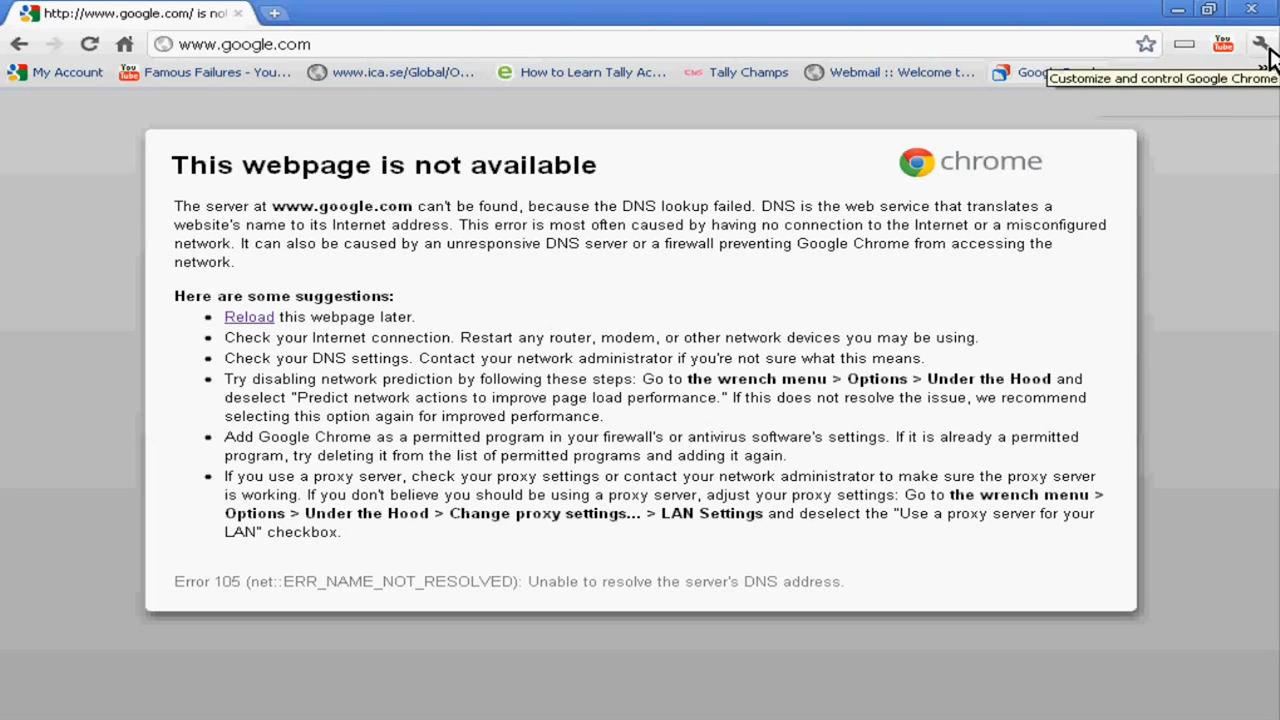 http://www.google.com/ is no
www.google.com
You Tube
My Account
You Tube
Famous Failures - You...
www.ica.se/Global/O...
How to Learn Tally Ac...
CMS
Tally Champs
Webmail :: Welcome t...
Customize and control Google Chrome
This webpage is not available
chrome
The server at www.google.com can't be found, because the DNS lookup failed. DNS is the web service that translates a
website's name to its Internet address. This error is most often caused by having no connection to the Internet or a misconfigured
network. It can also be caused by an unresponsive DNS server or a firewall preventing Google Chrome from accessing the
network.
Here are some suggestions:
Reload this webpage later.
Check your Internet connection. Restart any router, modem, or other network devices you may be using.
Check your DNS settings. Contact your network administrator if you're not sure what this means.
Try disabling network prediction by following these steps: Go to the wrench menu > Options > Under the Hood and
deselect "Predict network actions to improve page load performance." If this does not resolve the issue, we recommend
selecting this option again for improved performance.
Add Google Chrome as a permitted program in your firewall's or antivirus software's settings. If it is already a permitted
program, try deleting it from the list of permitted programs and adding it again.
If you use a proxy server, check your proxy settings or contact your network administrator to make sure the proxy server
is working. If you don't believe you should be using a proxy server, adjust your proxy settings: Go to the wrench menu >
Options > Under the Hood > Change proxy settings... > LAN Settings and deselect the "Use a proxy server for your
LAN" checkbox.
Error 105 (net::ERR_NAME_NOT_RESOLVED): Unable to resolve the server's DNS address.